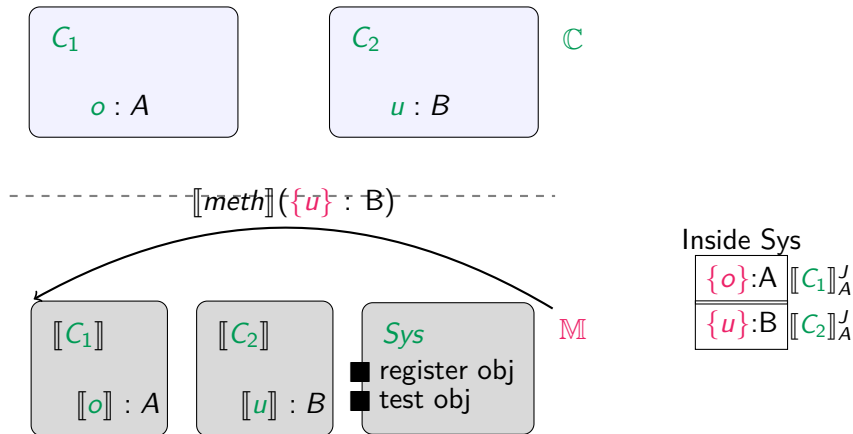 C₁ C₂ ℂ
o : A u : B
⟦meth⟧({u} : B)
Inside Sys
{o}:A ⟦C₁⟧ᴶ_A
{u}:B ⟦C₂⟧ᴶ_A
⟦C₁⟧ ⟦C₂⟧ Sys 𝕄
register obj
⟦o⟧ : A ⟦u⟧ : B test obj